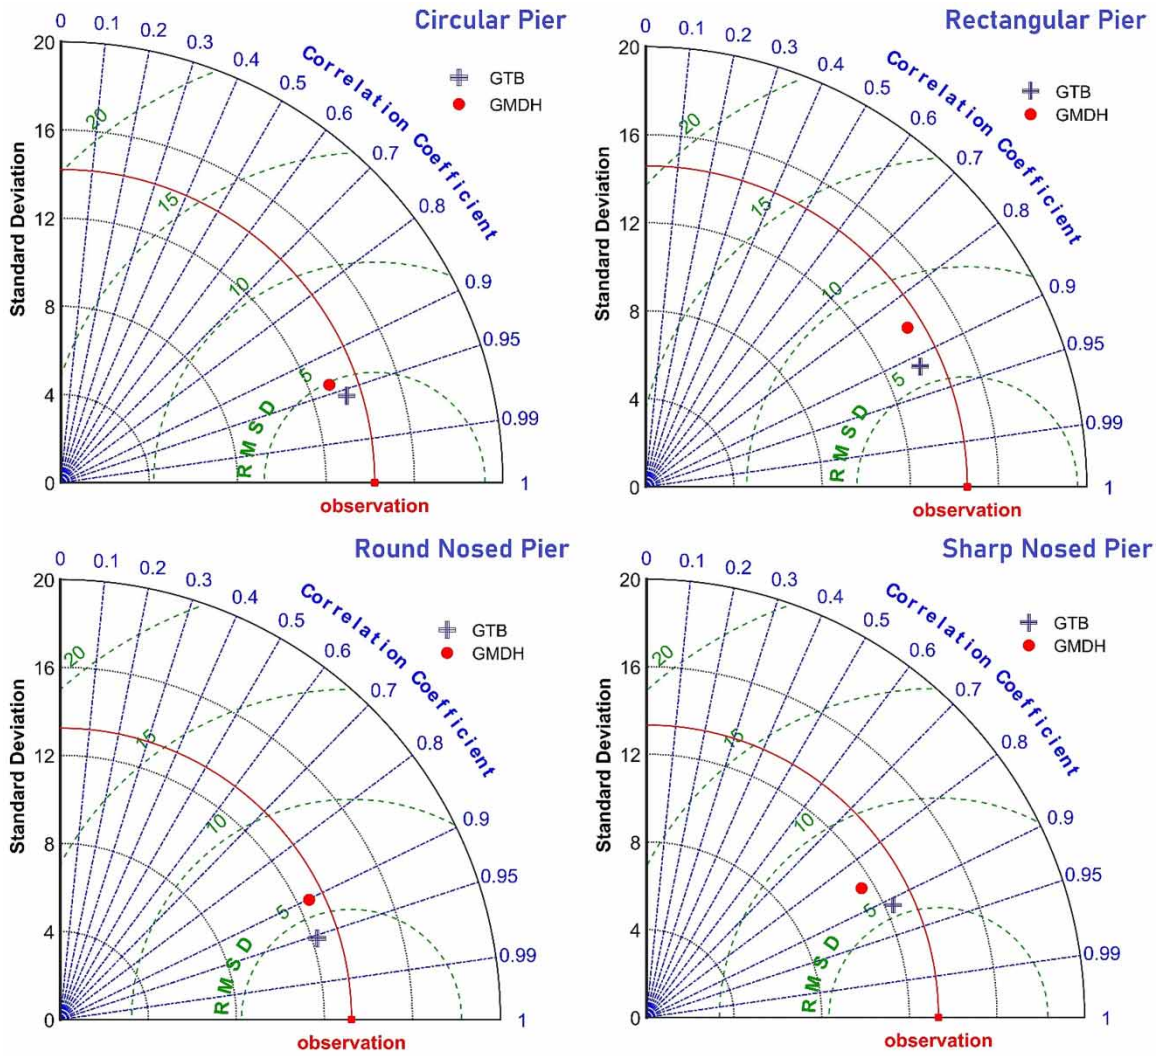 Circular Pier
0 0.1 0.2 0.3 0.4 0.5 0.6 0.7 0.8 0.9 0.95 0.99 1
Correlation Coefficient
GTB
GMDH
Standard Deviation
20
16
12
8
4
0
20
15
10
5
RMSD
observation
Rectangular Pier
0 0.1 0.2 0.3 0.4 0.5 0.6 0.7 0.8 0.9 0.95 0.99 1
Correlation Coefficient
GTB
GMDH
Standard Deviation
20
16
12
8
4
0
20
15
10
5
RMSD
observation
Round Nosed Pier
0 0.1 0.2 0.3 0.4 0.5 0.6 0.7 0.8 0.9 0.95 0.99 1
Correlation Coefficient
GTB
GMDH
Standard Deviation
20
16
12
8
4
0
20
15
10
5
RMSD
observation
Sharp Nosed Pier
0 0.1 0.2 0.3 0.4 0.5 0.6 0.7 0.8 0.9 0.95 0.99 1
Correlation Coefficient
GTB
GMDH
Standard Deviation
20
16
12
8
4
0
20
15
10
5
RMSD
observation